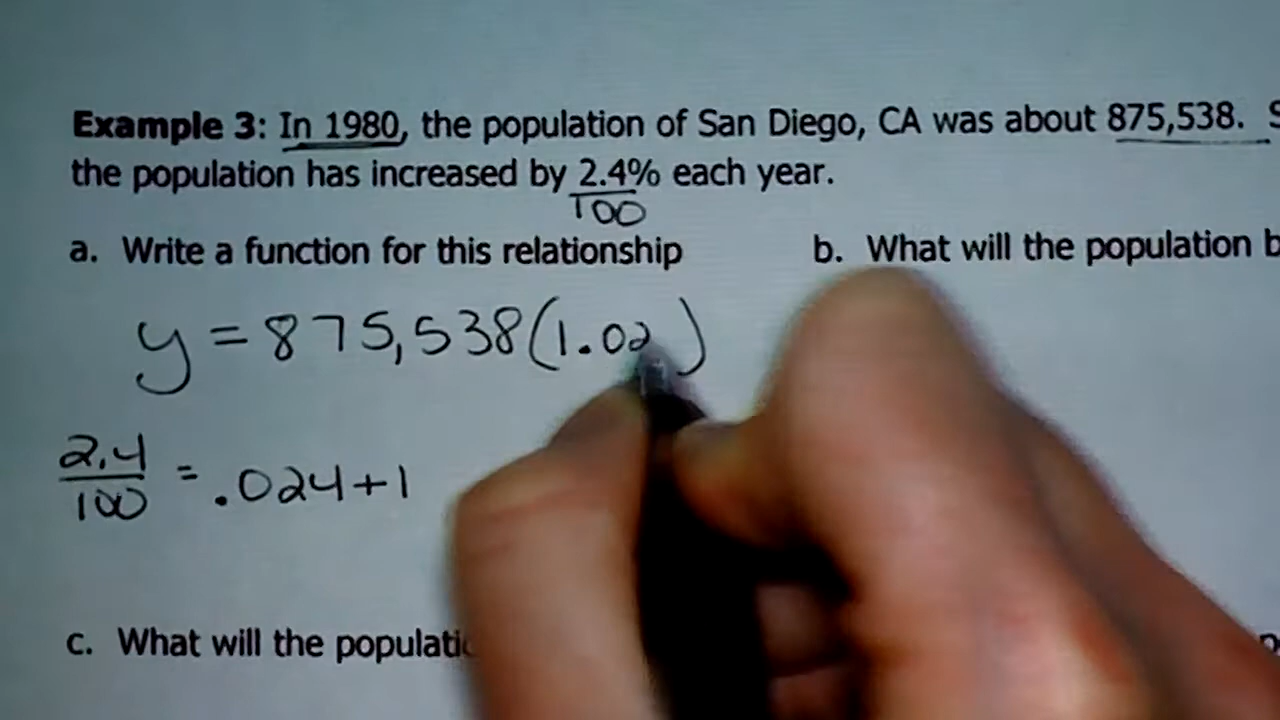 Example 3: In 1980, the population of San Diego, CA was about 875,538. S
the population has increased by 2.4% each year.
100
a. Write a function for this relationship
b. What will the population b
y = 875,538(1.02 )
2.4
100
= .024+1
c. What will the populati